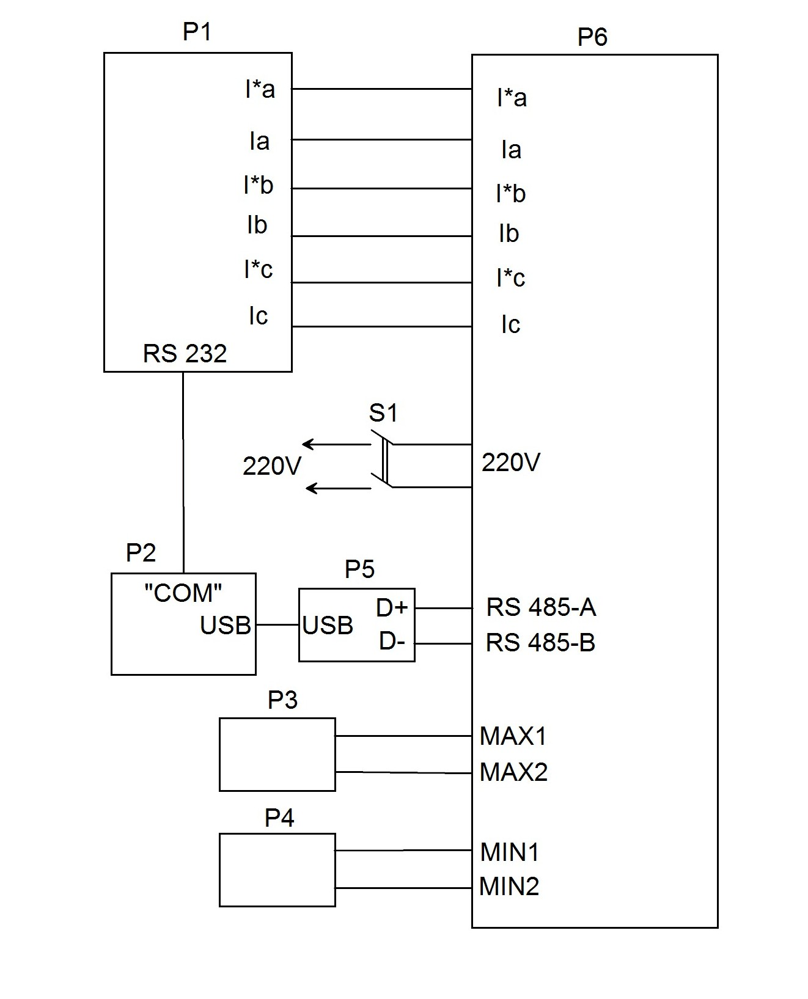 P1
P6
I*a
I*a
Ia
Ia
I*b
I*b
Ib
Ib
I*c
I*c
Ic
Ic
RS 232
S1
220V
220V
P2
P5
"COM"
USB
USB
D+
D-
RS 485-A
RS 485-B
P3
MAX1
MAX2
P4
MIN1
MIN2